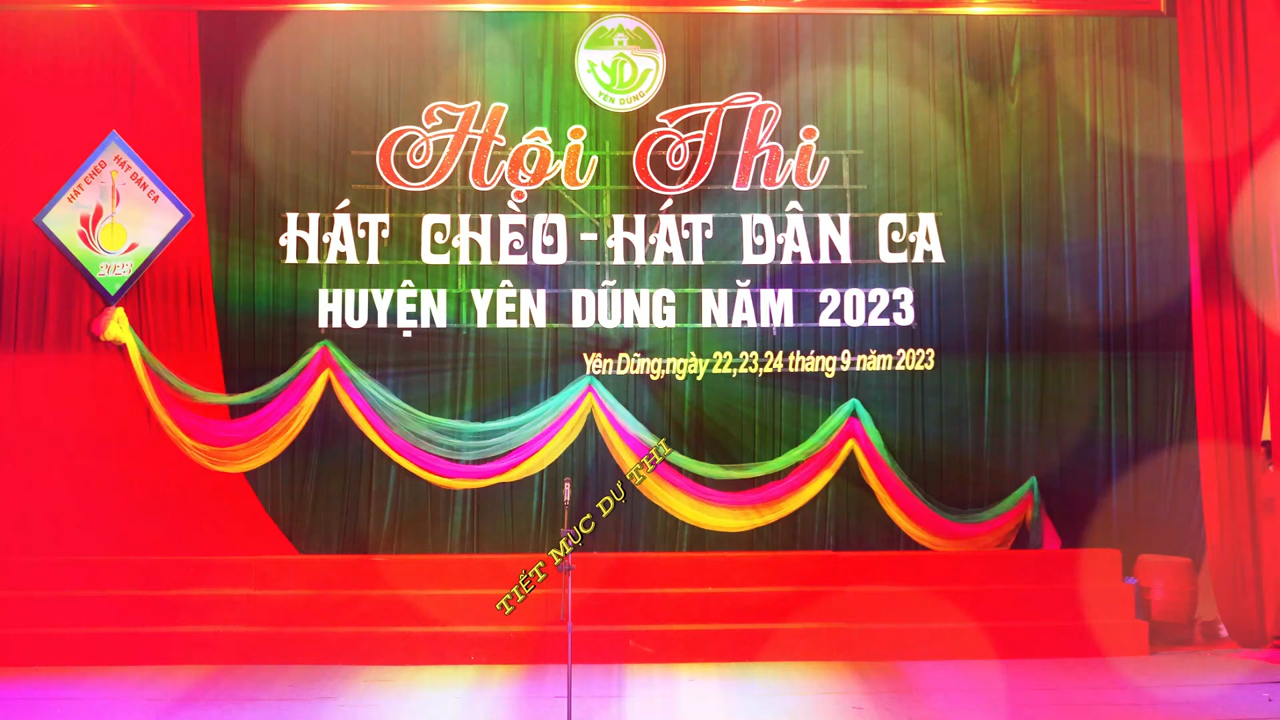 YÊN DŨNG
Hội Thi
HÁT CHÈO - HÁT DÂN CA
HUYỆN YÊN DŨNG NĂM 2023
Yên Dũng,ngày 22,23,24 tháng 9 năm 2023
HÁT CHÈO HÁT DÂN CA
2023
TIẾT MỤC DỰ THI